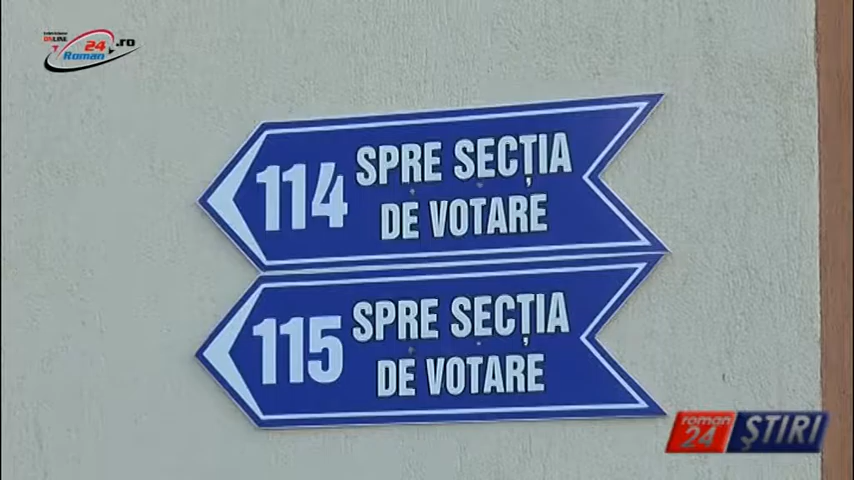 ONLINE
24 .ro
Roman
114 SPRE SECȚIA
DE VOTARE
115 SPRE SECȚIA
DE VOTARE
roman
24 ȘTIRI